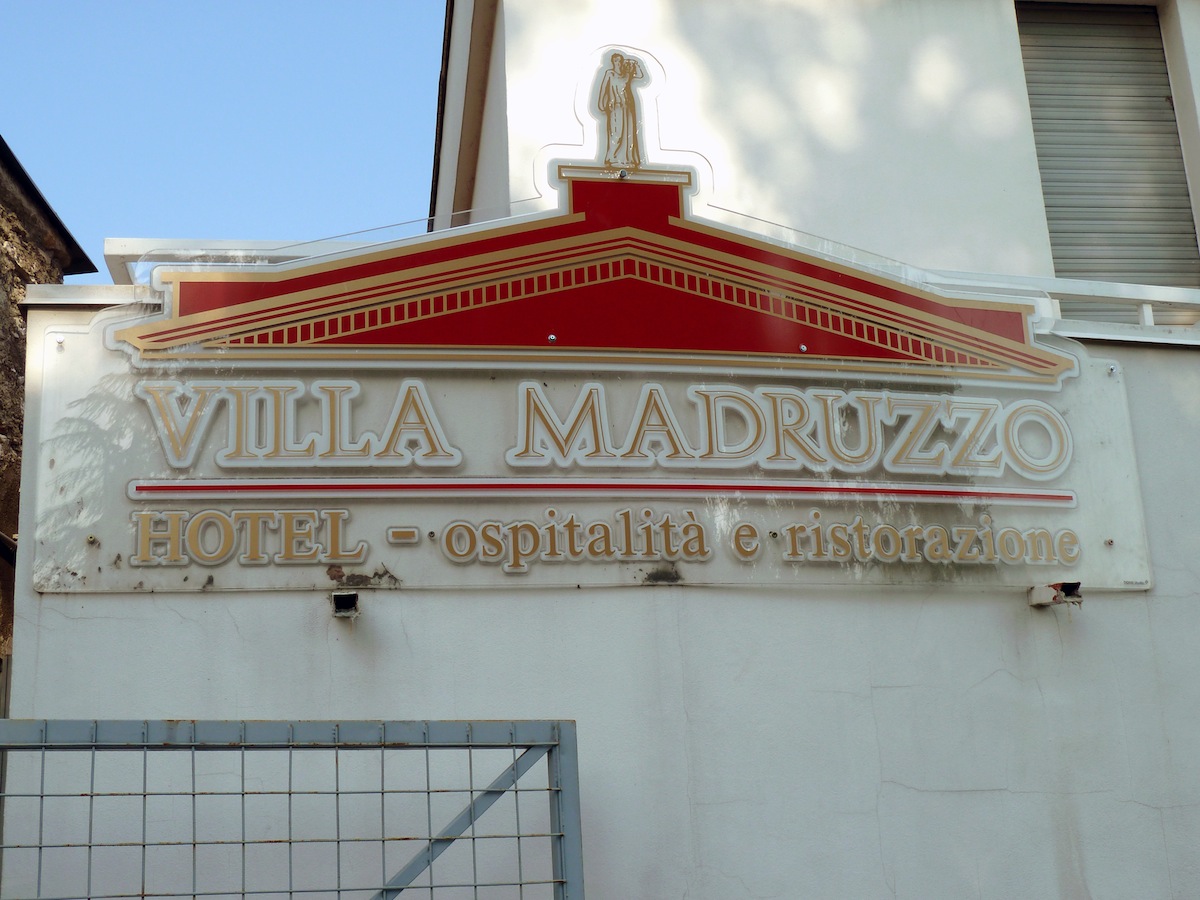 VILLA MADRUZZO
HOTEL - ospitalità e ristorazione